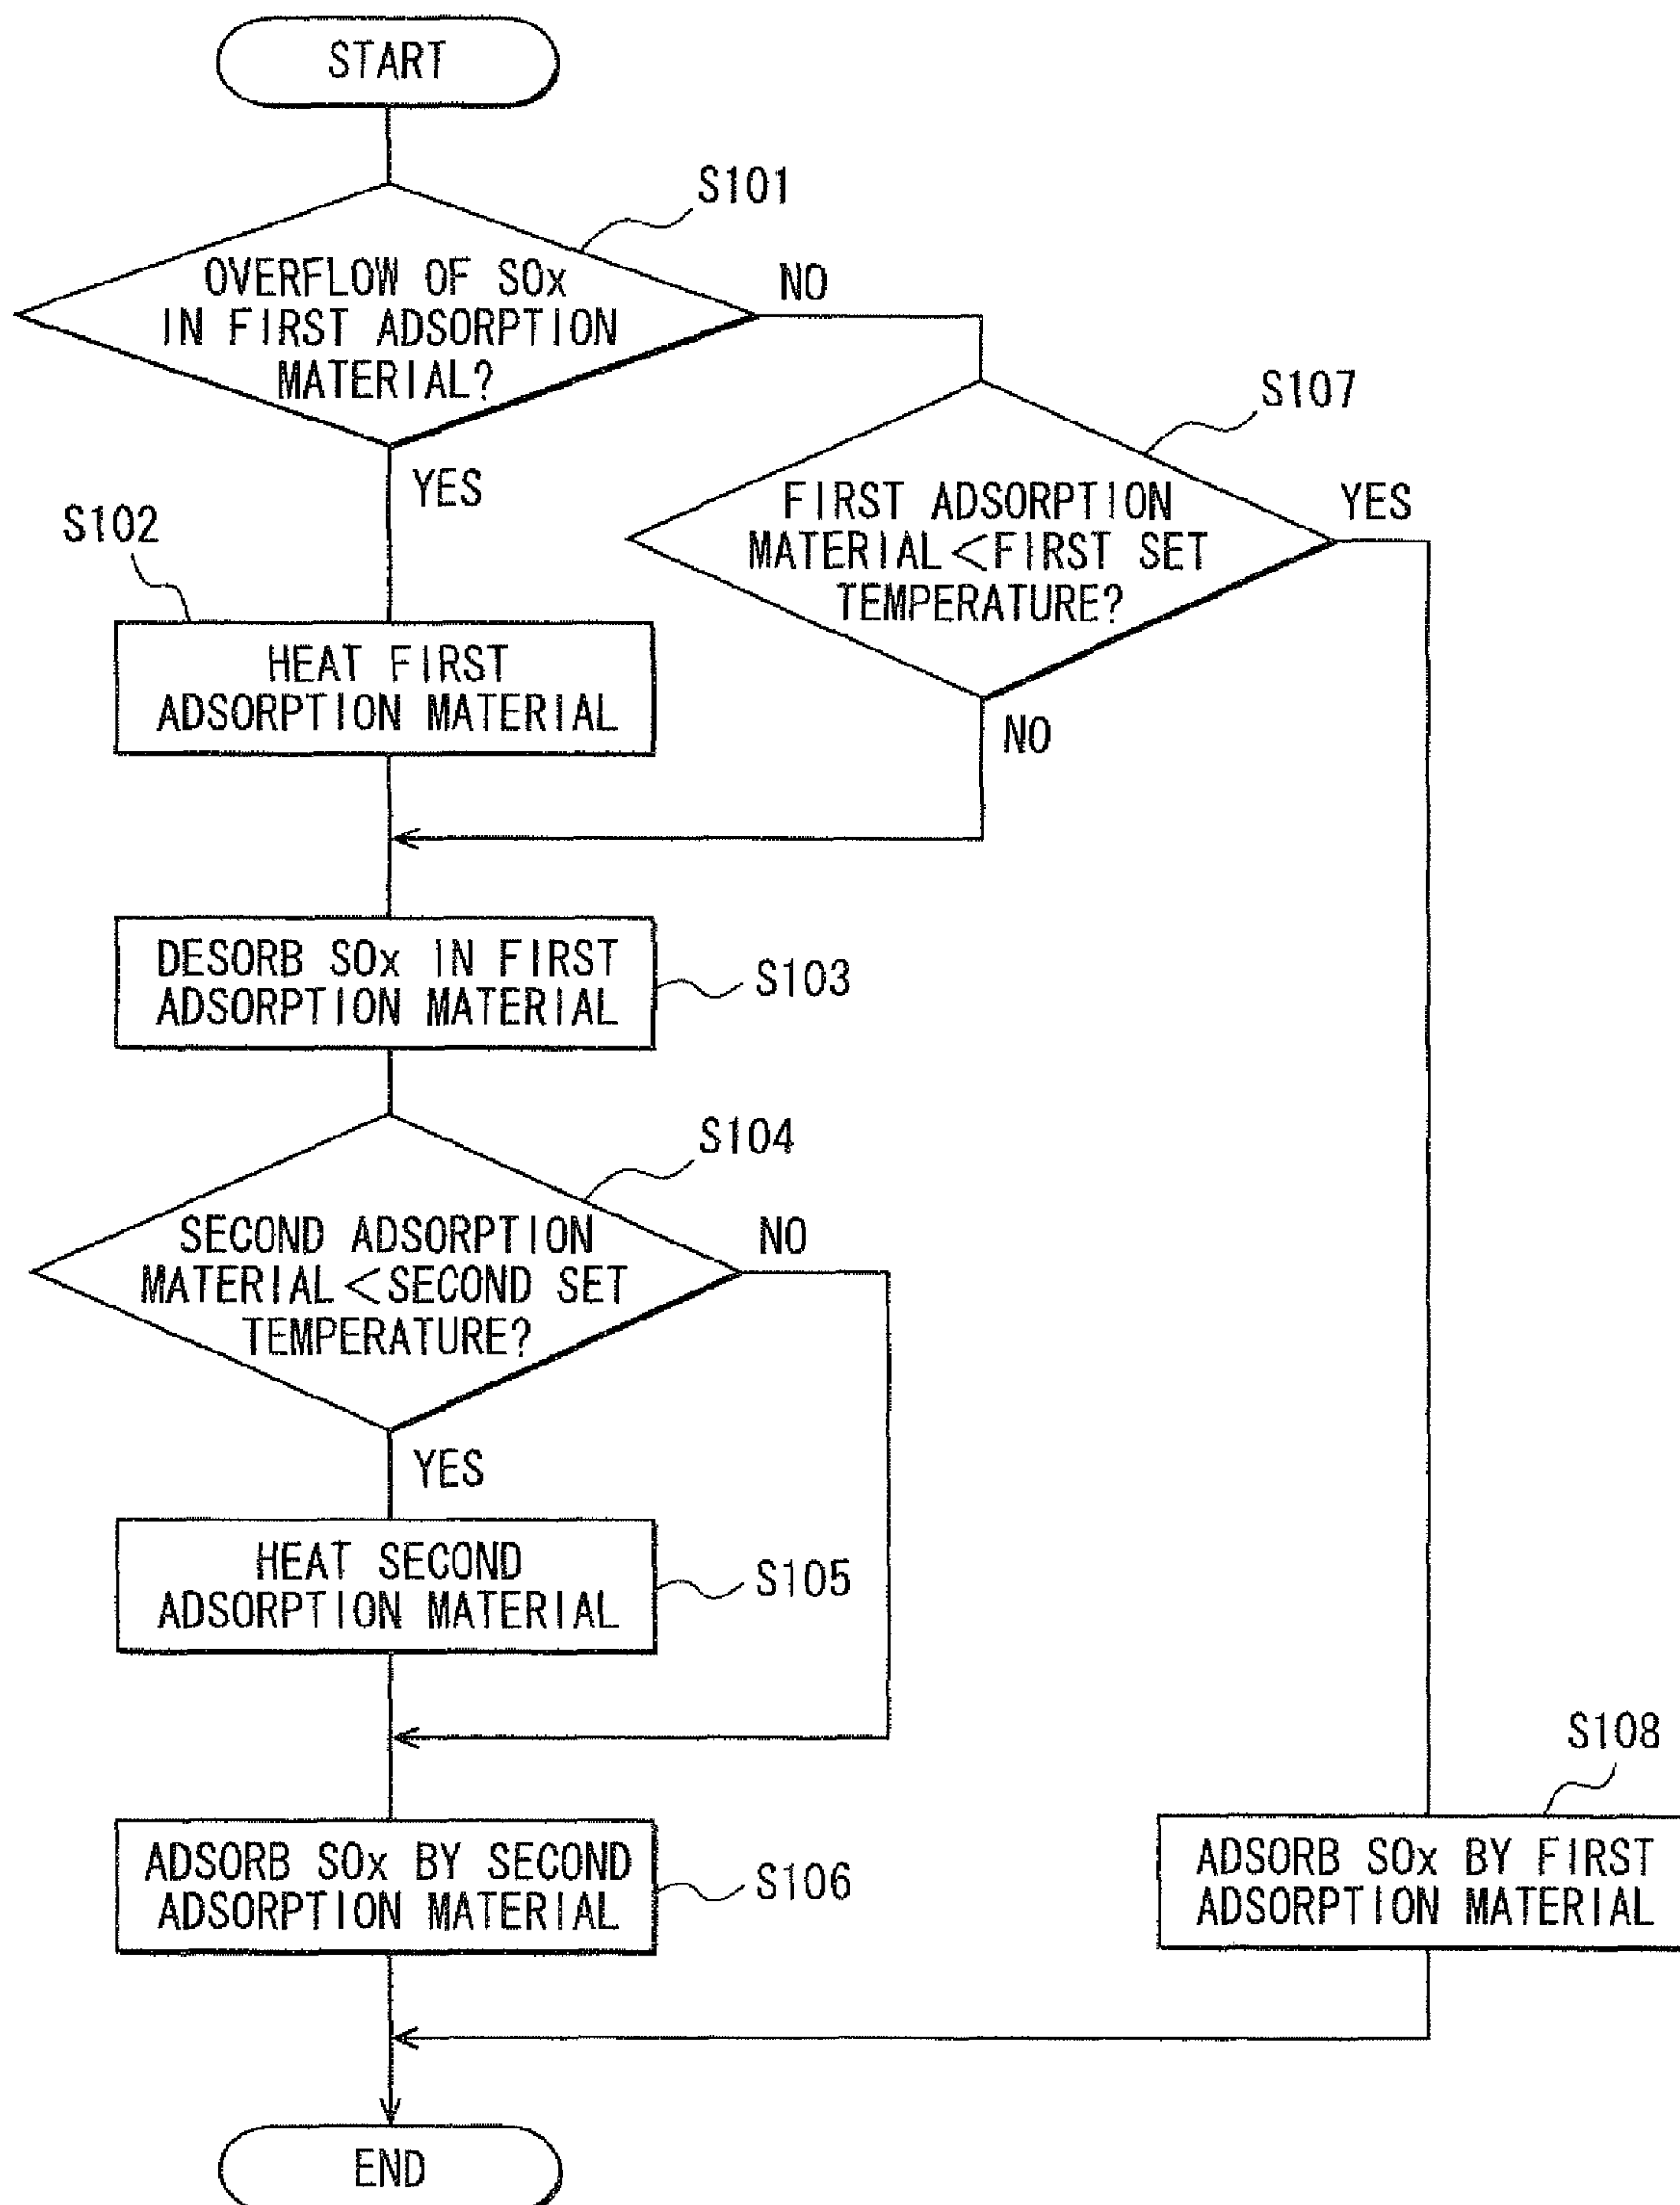 START
S101
OVERFLOW OF SOx
IN FIRST ADSORPTION
MATERIAL?
NO
YES
S107
FIRST ADSORPTION
MATERIAL<FIRST SET
TEMPERATURE?
YES
NO
S102
HEAT FIRST
ADSORPTION MATERIAL
DESORB SOx IN FIRST
ADSORPTION MATERIAL
S103
S104
SECOND ADSORPTION
MATERIAL<SECOND SET
TEMPERATURE?
NO
YES
HEAT SECOND
ADSORPTION MATERIAL
S105
ADSORB SOx BY SECOND
ADSORPTION MATERIAL
S106
S108
ADSORB SOx BY FIRST
ADSORPTION MATERIAL
END